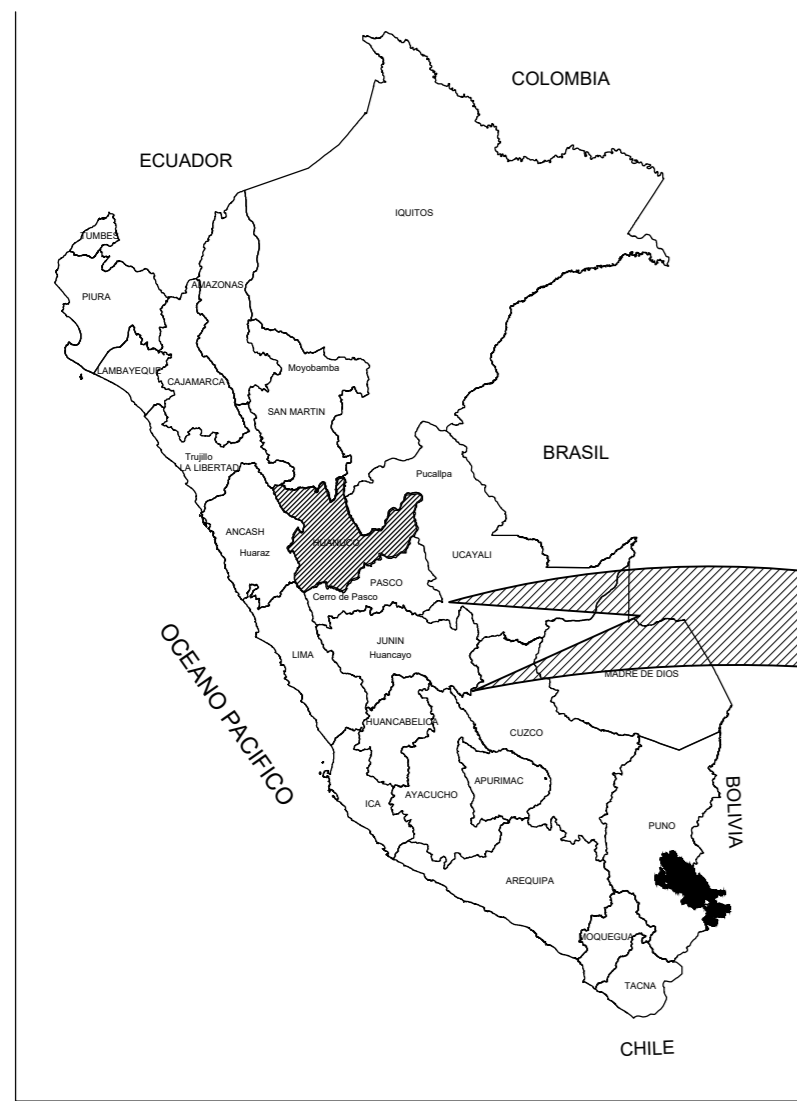 COLOMBIA
ECUADOR
IQUITOS
TUMBES
AMAZONAS
PIURA
LAMBAYEQUE
CAJAMARCA
Moyobamba
SAN MARTIN
BRASIL
Trujillo
LA LIBERTAD
Pucallpa
ANCASH
Huaraz
HUANUCO
UCAYALI
PASCO
Cerro de Pasco
JUNIN
Huancayo
LIMA
MADRE DE DIOS
OCEANO PACIFICO
HUANCABELICA
CUZCO
APURIMAC
AYACUCHO
ICA
BOLIVIA
PUNO
AREQUIPA
MOQUEGUA
TACNA
CHILE